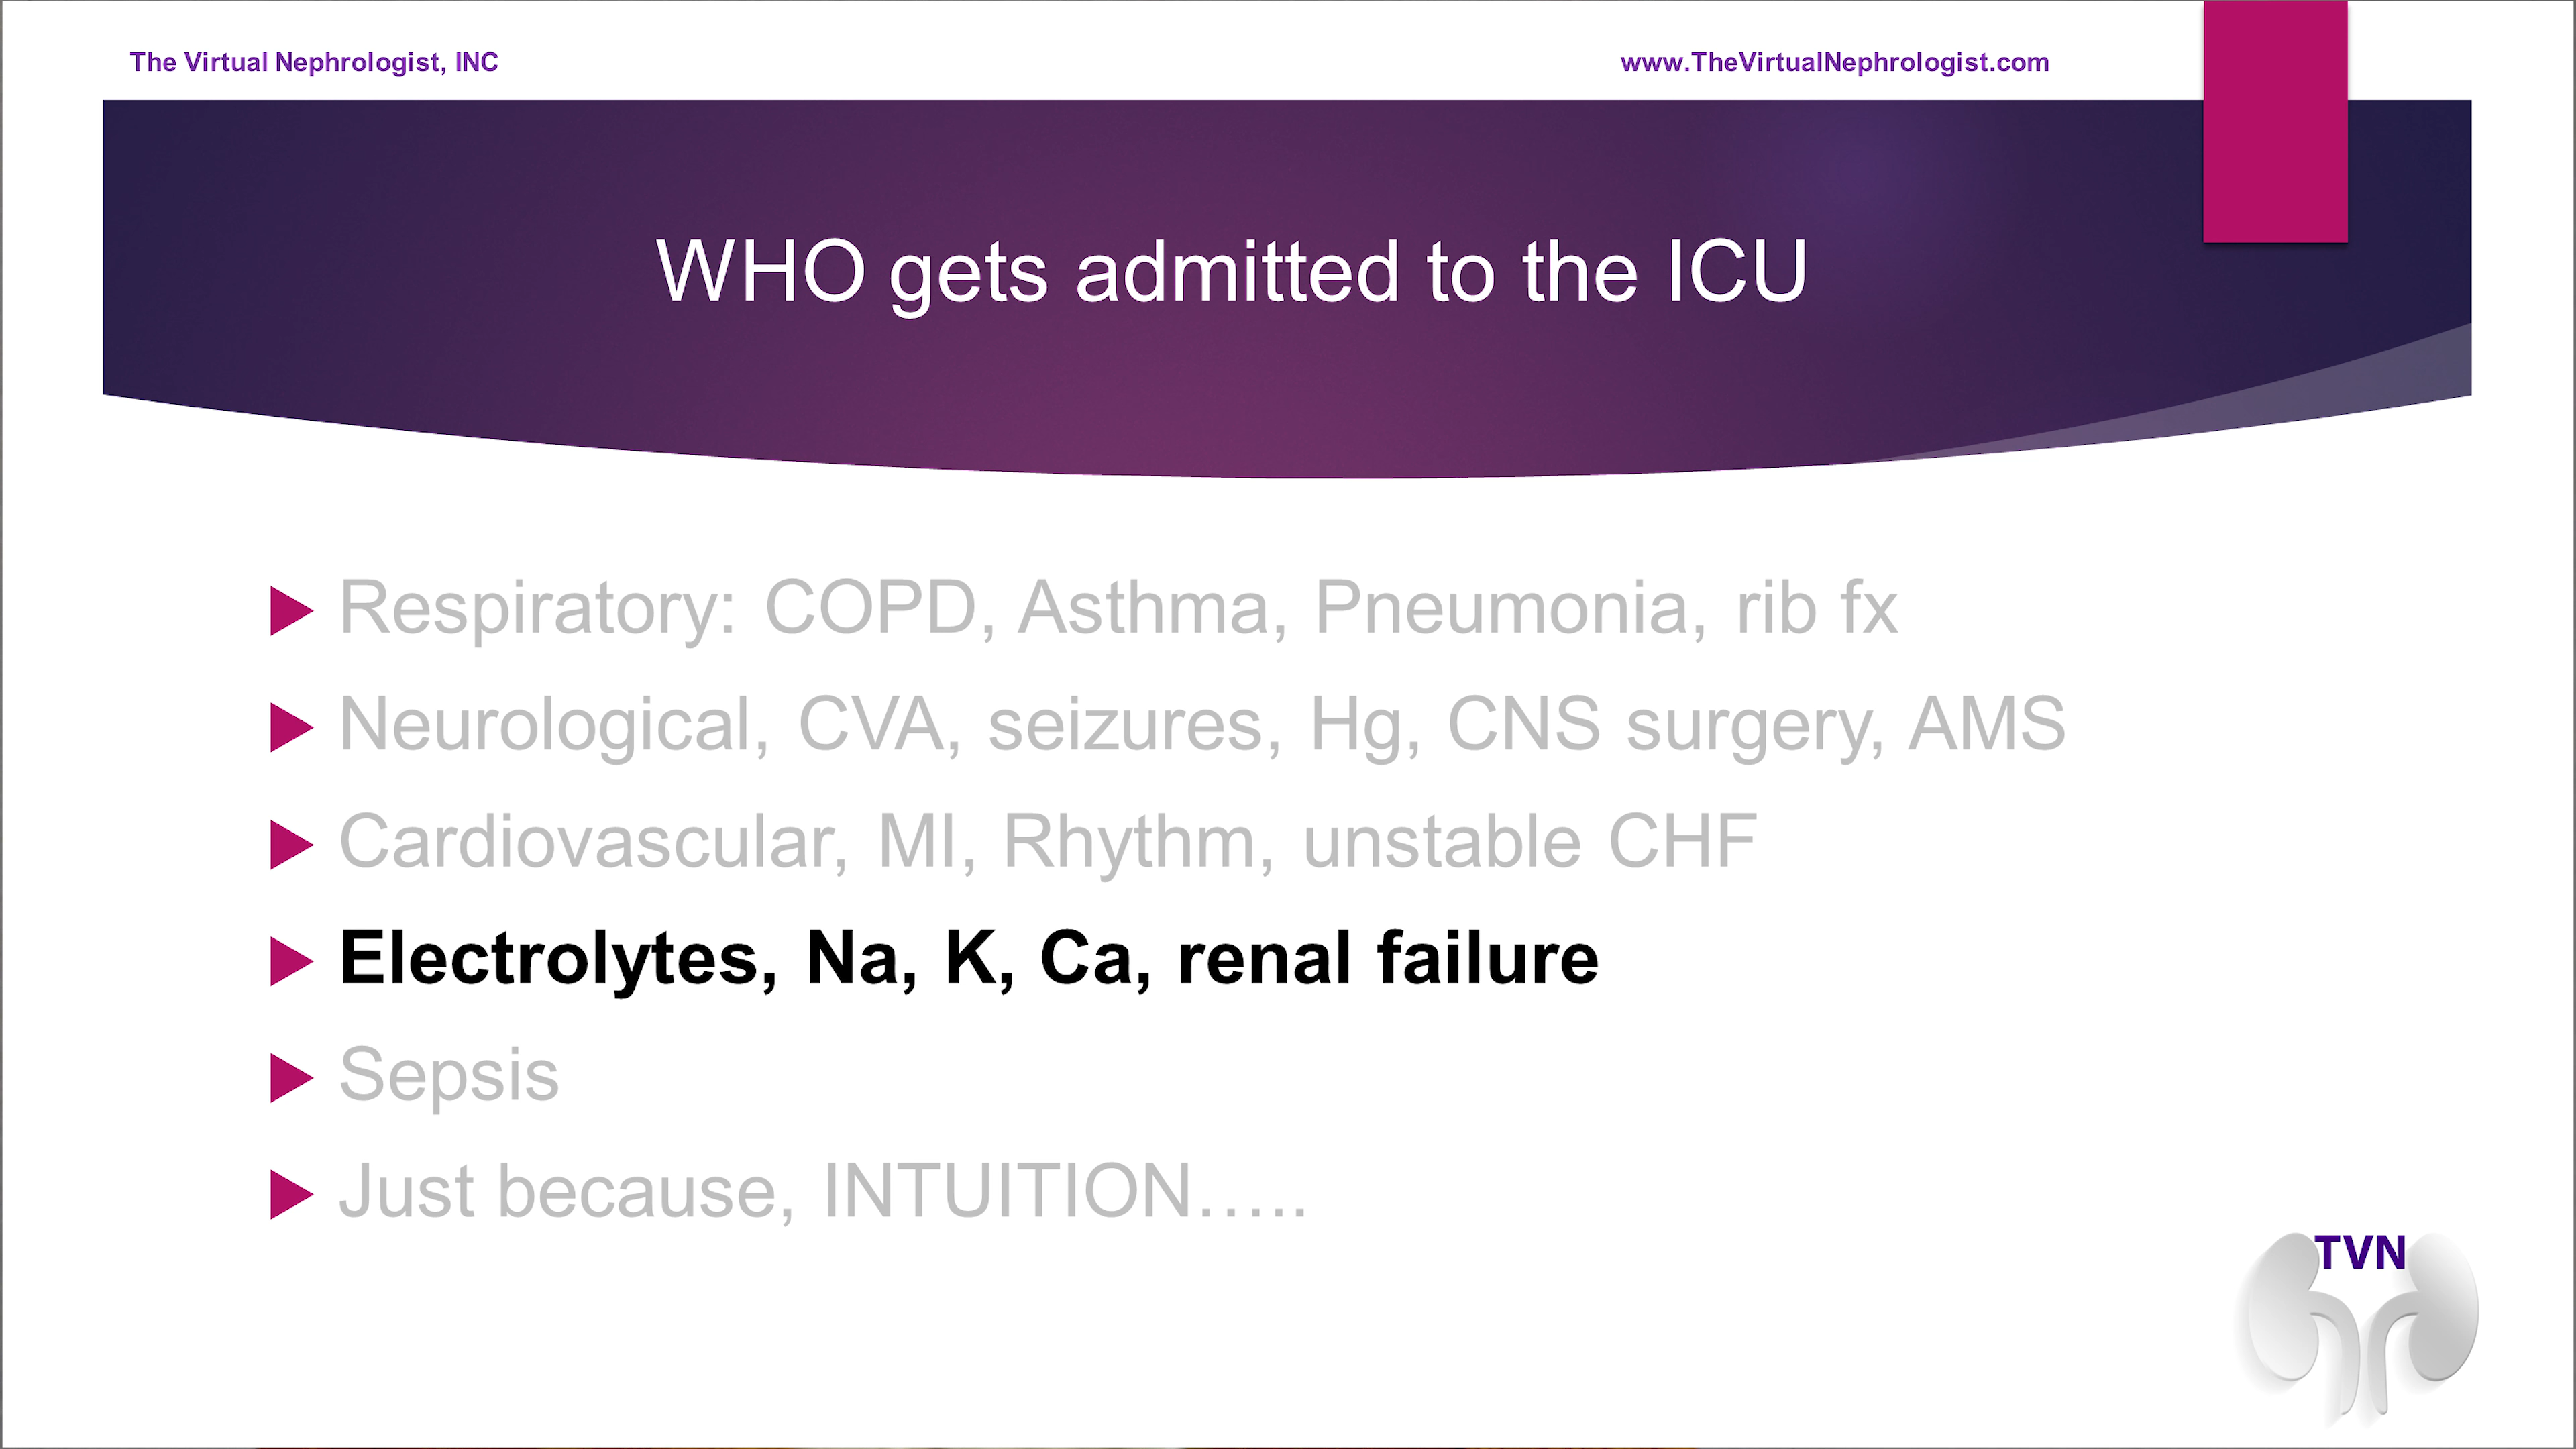 The Virtual Nephrologist, INC
www.TheVirtualNephrologist.com
WHO gets admitted to the ICU
Respiratory: COPD, Asthma, Pneumonia, rib fx
Neurological, CVA, seizures, Hg, CNS surgery, AMS
Cardiovascular, MI, Rhythm, unstable CHF
Electrolytes, Na, K, Ca, renal failure
Sepsis
Just because, INTUITION.....
TVN